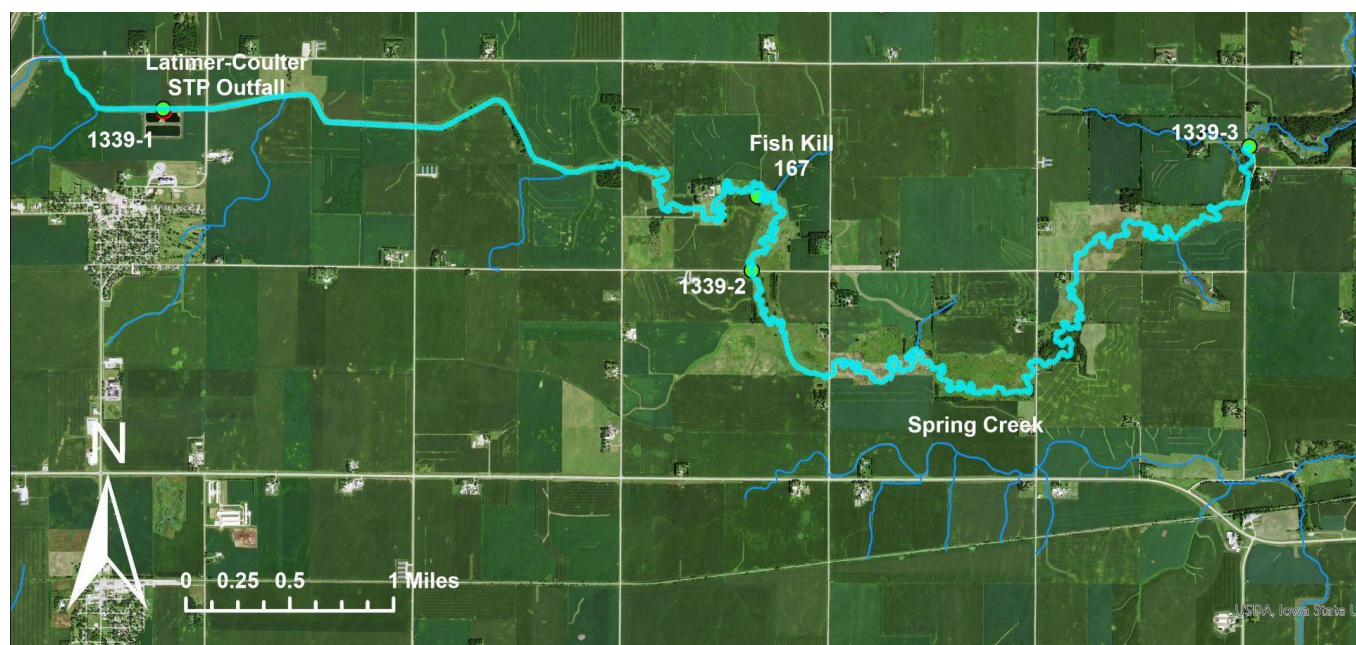 Latimer-Coulter
STP Outfall
1339-1
Fish Kill
167
1339-3
1339-2
Spring Creek
N
0 0.25 0.5 1 Miles
USDA, Iowa State U